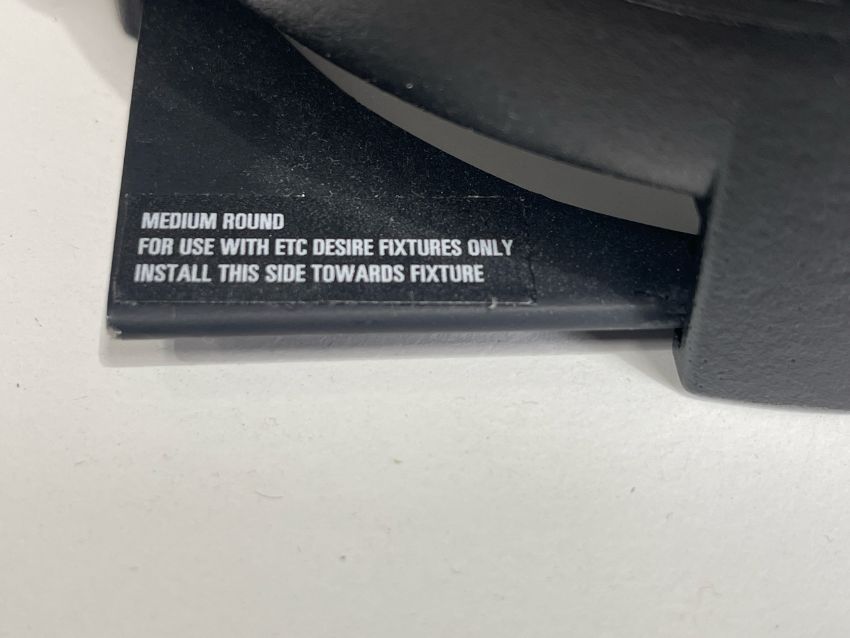 MEDIUM ROUND
FOR USE WITH ETC DESIRE FIXTURES ONLY
INSTALL THIS SIDE TOWARDS FIXTURE